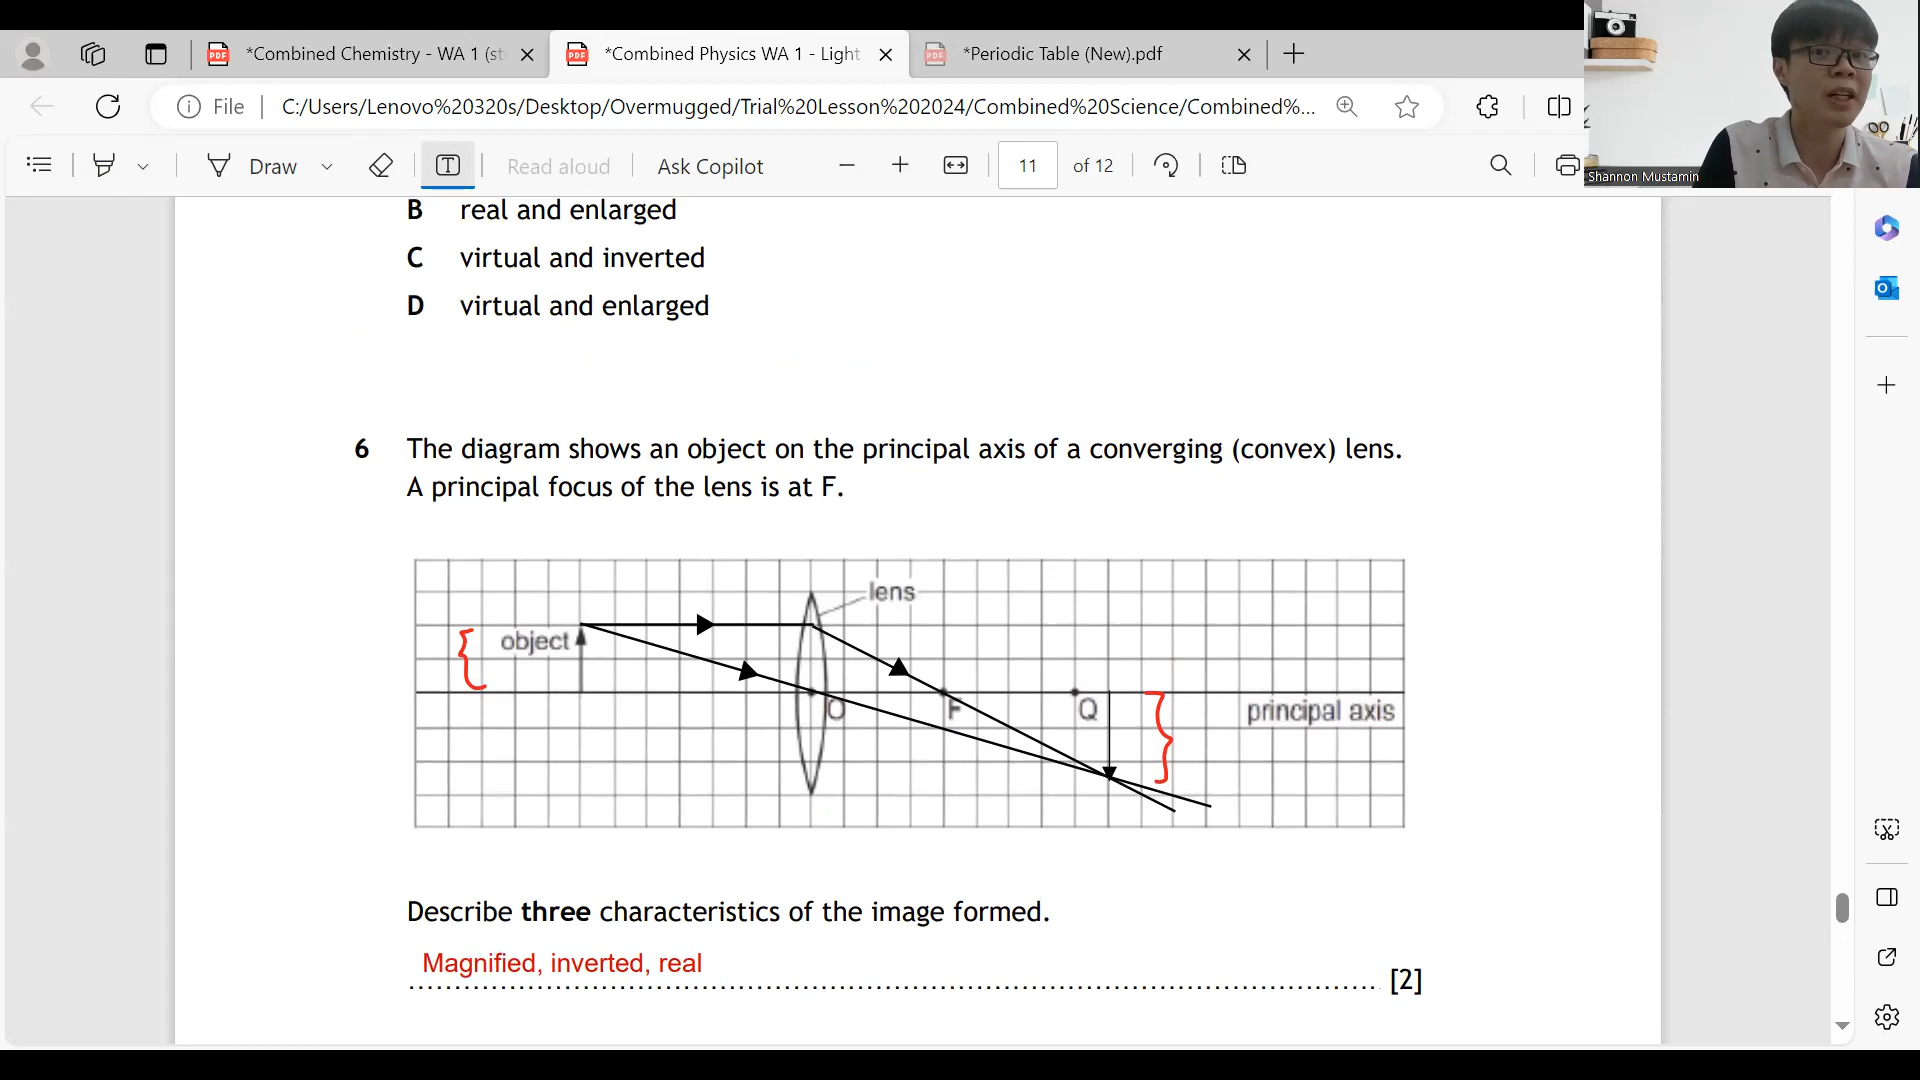 *Combined Chemistry - WA 1 (st
*Combined Physics WA 1 - Light
*Periodic Table (New).pdf
File
C:/Users/Lenovo%20320s/Desktop/Overmugged/Trial%20Lesson%202024/Combined%20Science/Combined%...
Draw
Read aloud
Ask Copilot
11 of 12
Shannon Mustamin
B real and enlarged
C virtual and inverted
D virtual and enlarged
6 The diagram shows an object on the principal axis of a converging (convex) lens.
A principal focus of the lens is at F.
lens
object
O
F
Q
principal axis
Describe three characteristics of the image formed.
Magnified, inverted, real
[2]